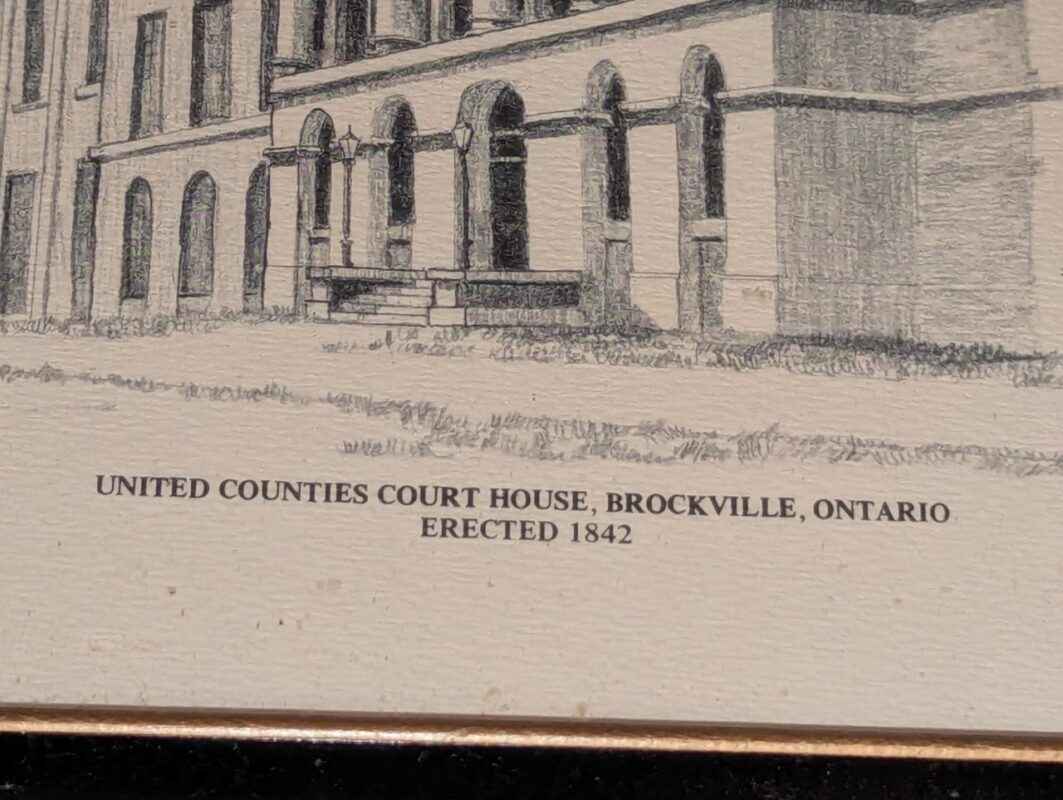 UNITED COUNTIES COURT HOUSE, BROCKVILLE, ONTARIO
ERECTED 1842